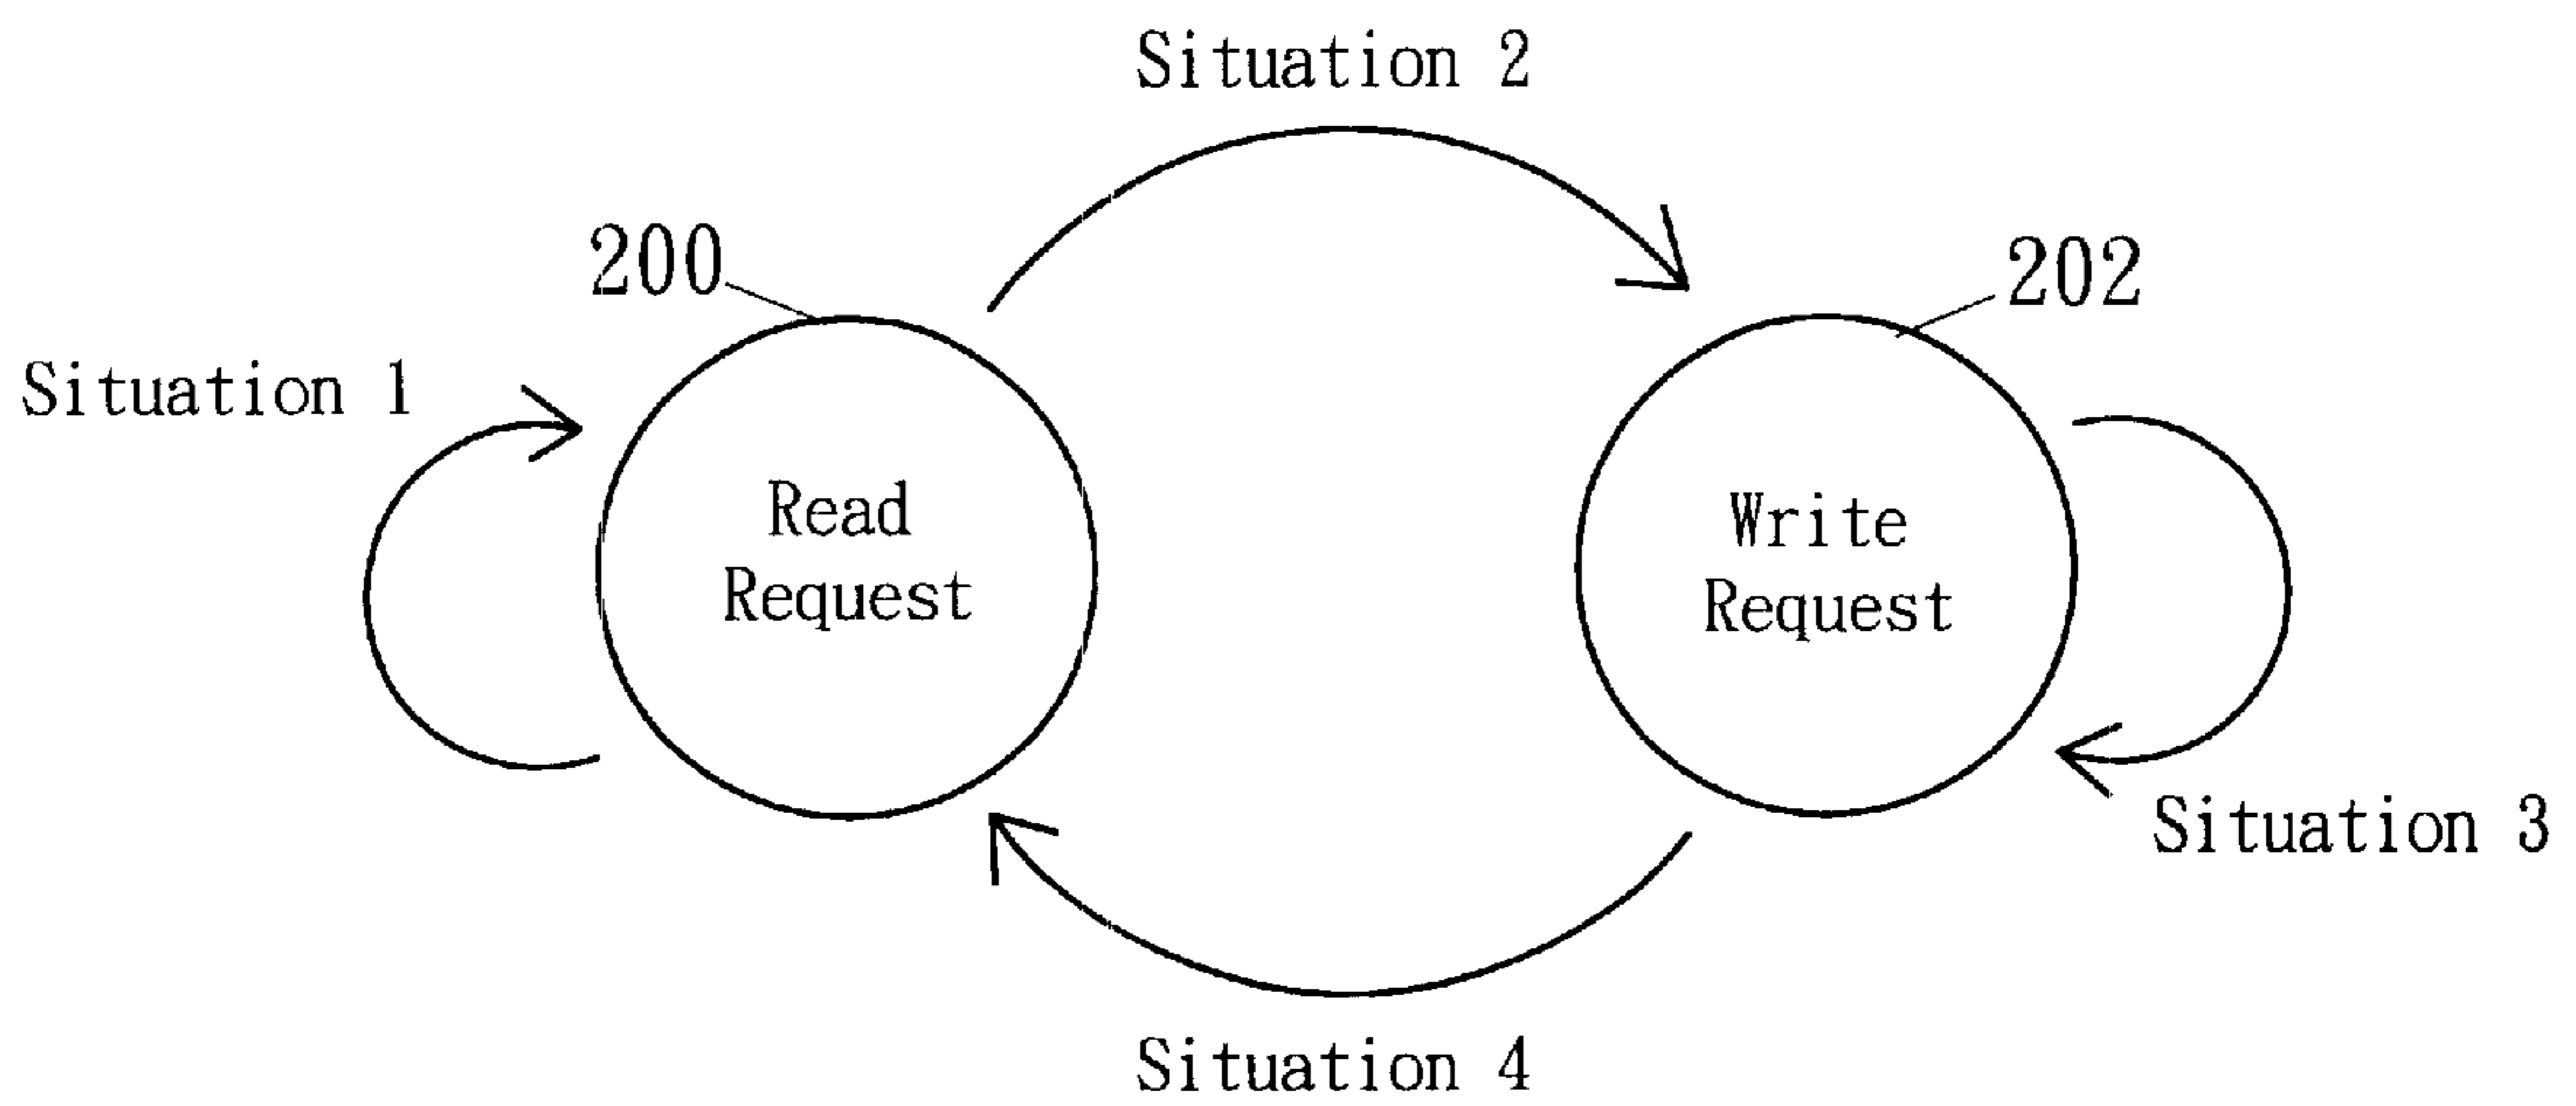 Situation 2
200
202
Situation 1
Read
Request
Write
Request
Situation 3
Situation 4